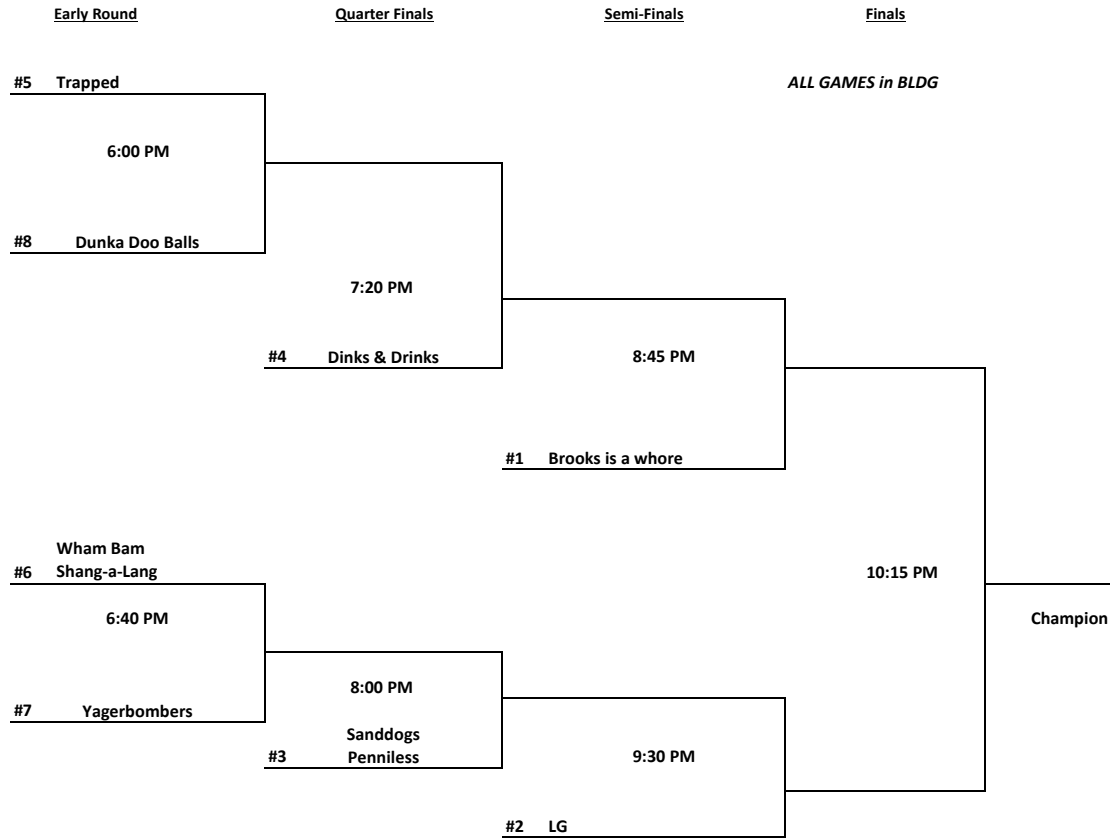 Early Round Quarter Finals Semi-Finals Finals
#5 Trapped ALL GAMES in BLDG
6:00 PM
#8 Dunka Doo Balls
7:20 PM
#4 Dinks & Drinks 8:45 PM
#1 Brooks is a whore
Wham Bam
#6 Shang-a-Lang 10:15 PM
6:40 PM Champion
8:00 PM
#7 Yagerbombers
Sanddogs
#3 Penniless 9:30 PM
#2 LG